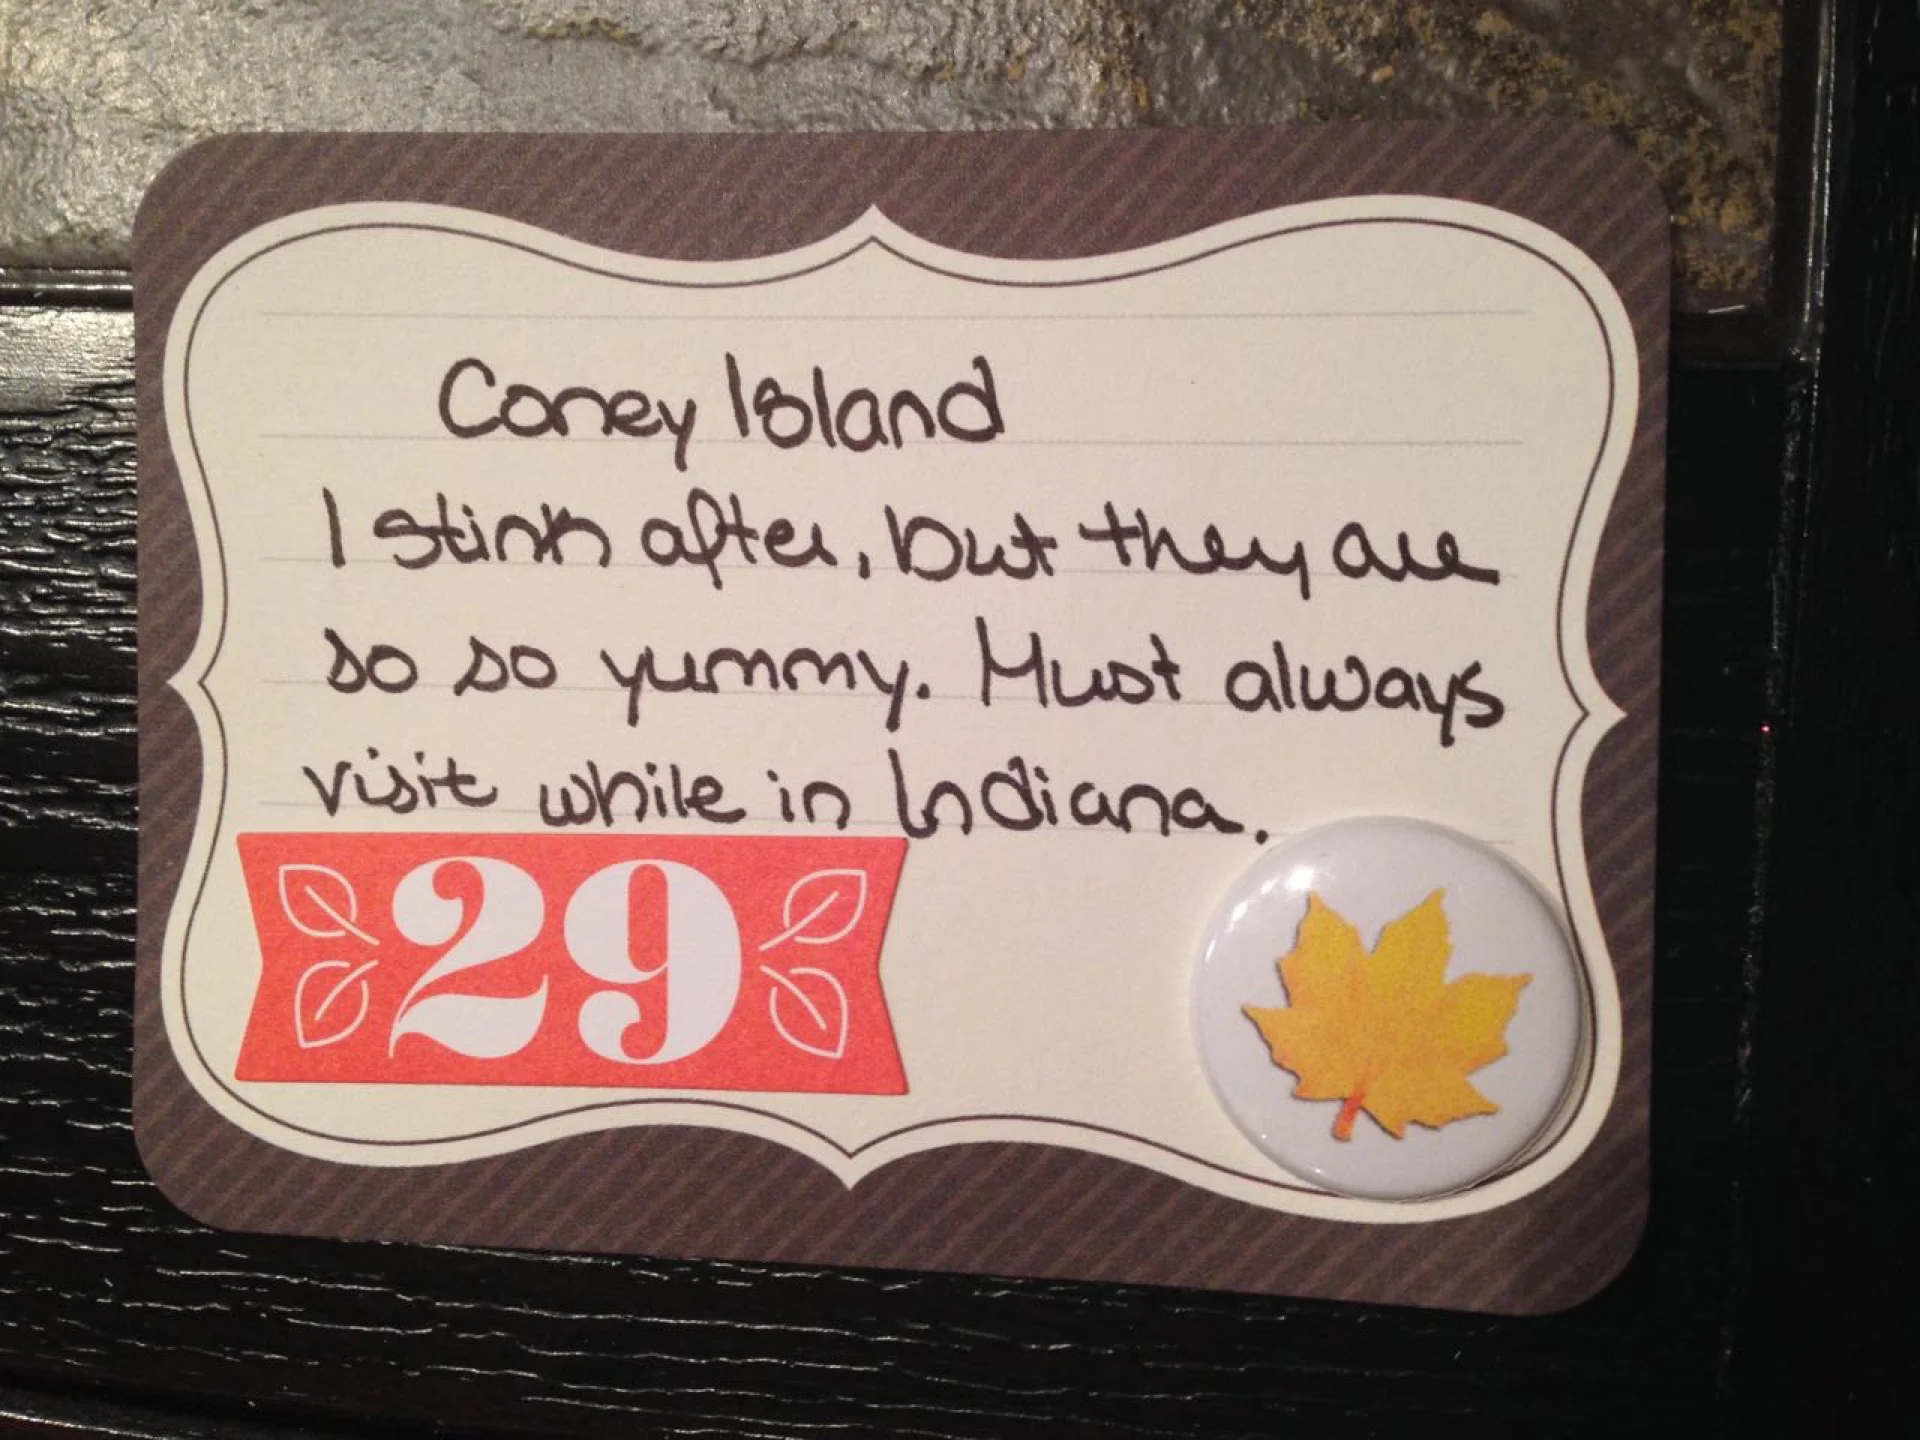 Coney Island
I stink after, but they are
so so yummy. Must always
visit while in Indiana.
29